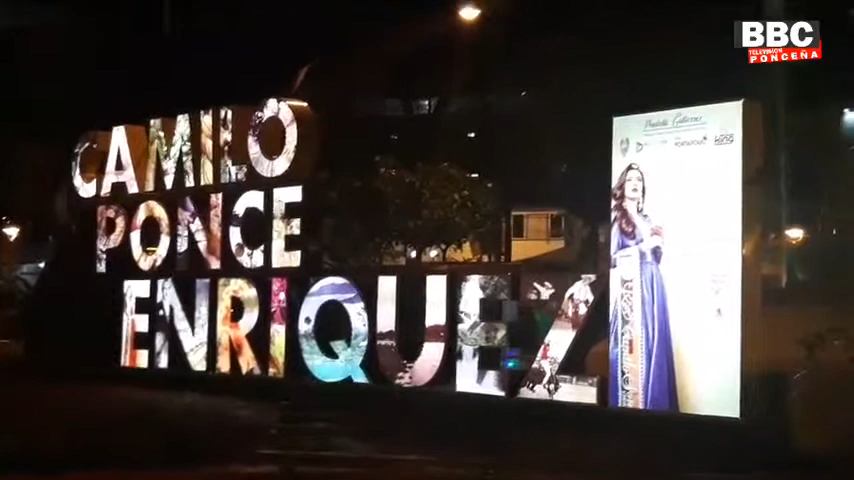 BBC
TELEVISION
PONCEÑA
CAMILO
PONCE
ENRIQUEZ